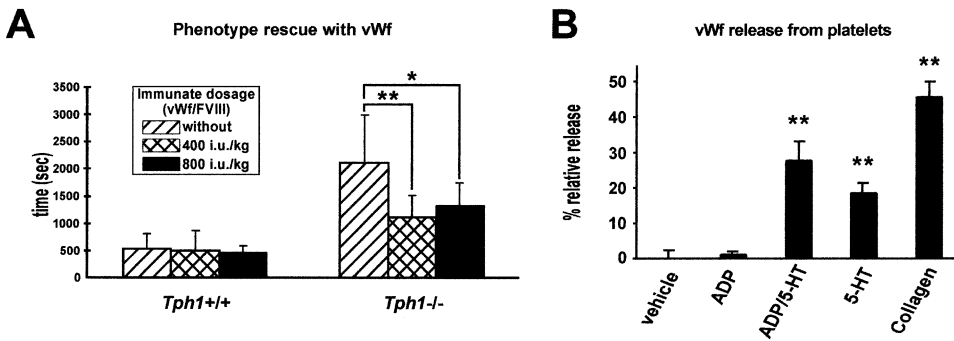 A
Phenotype rescue with vWf
time (sec)
3500
3000
2500
2000
1500
1000
500
0
Immunate dosage
(vWf/FVIII)
without
400 i.u./kg
800 i.u./kg
**
*
Tph1+/+
Tph1-/-
B
vWf release from platelets
% relative release
50
40
30
20
10
0
**
**
**
vehicle
ADP
ADP/5-HT
5-HT
Collagen